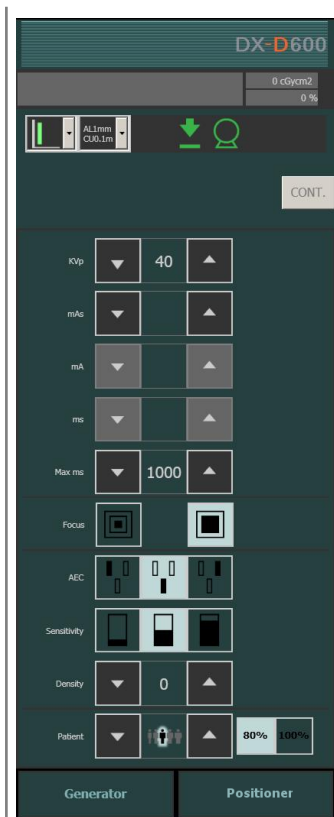 DX-D600
0 cGycm2
0 %
AL1mm
CU0.1m
CONT.
KVp 40
mAs
mA
ms
Max ms 1000
Focus
AEC
Sensitivity
Density 0
Patient 80% 100%
Generator Positioner